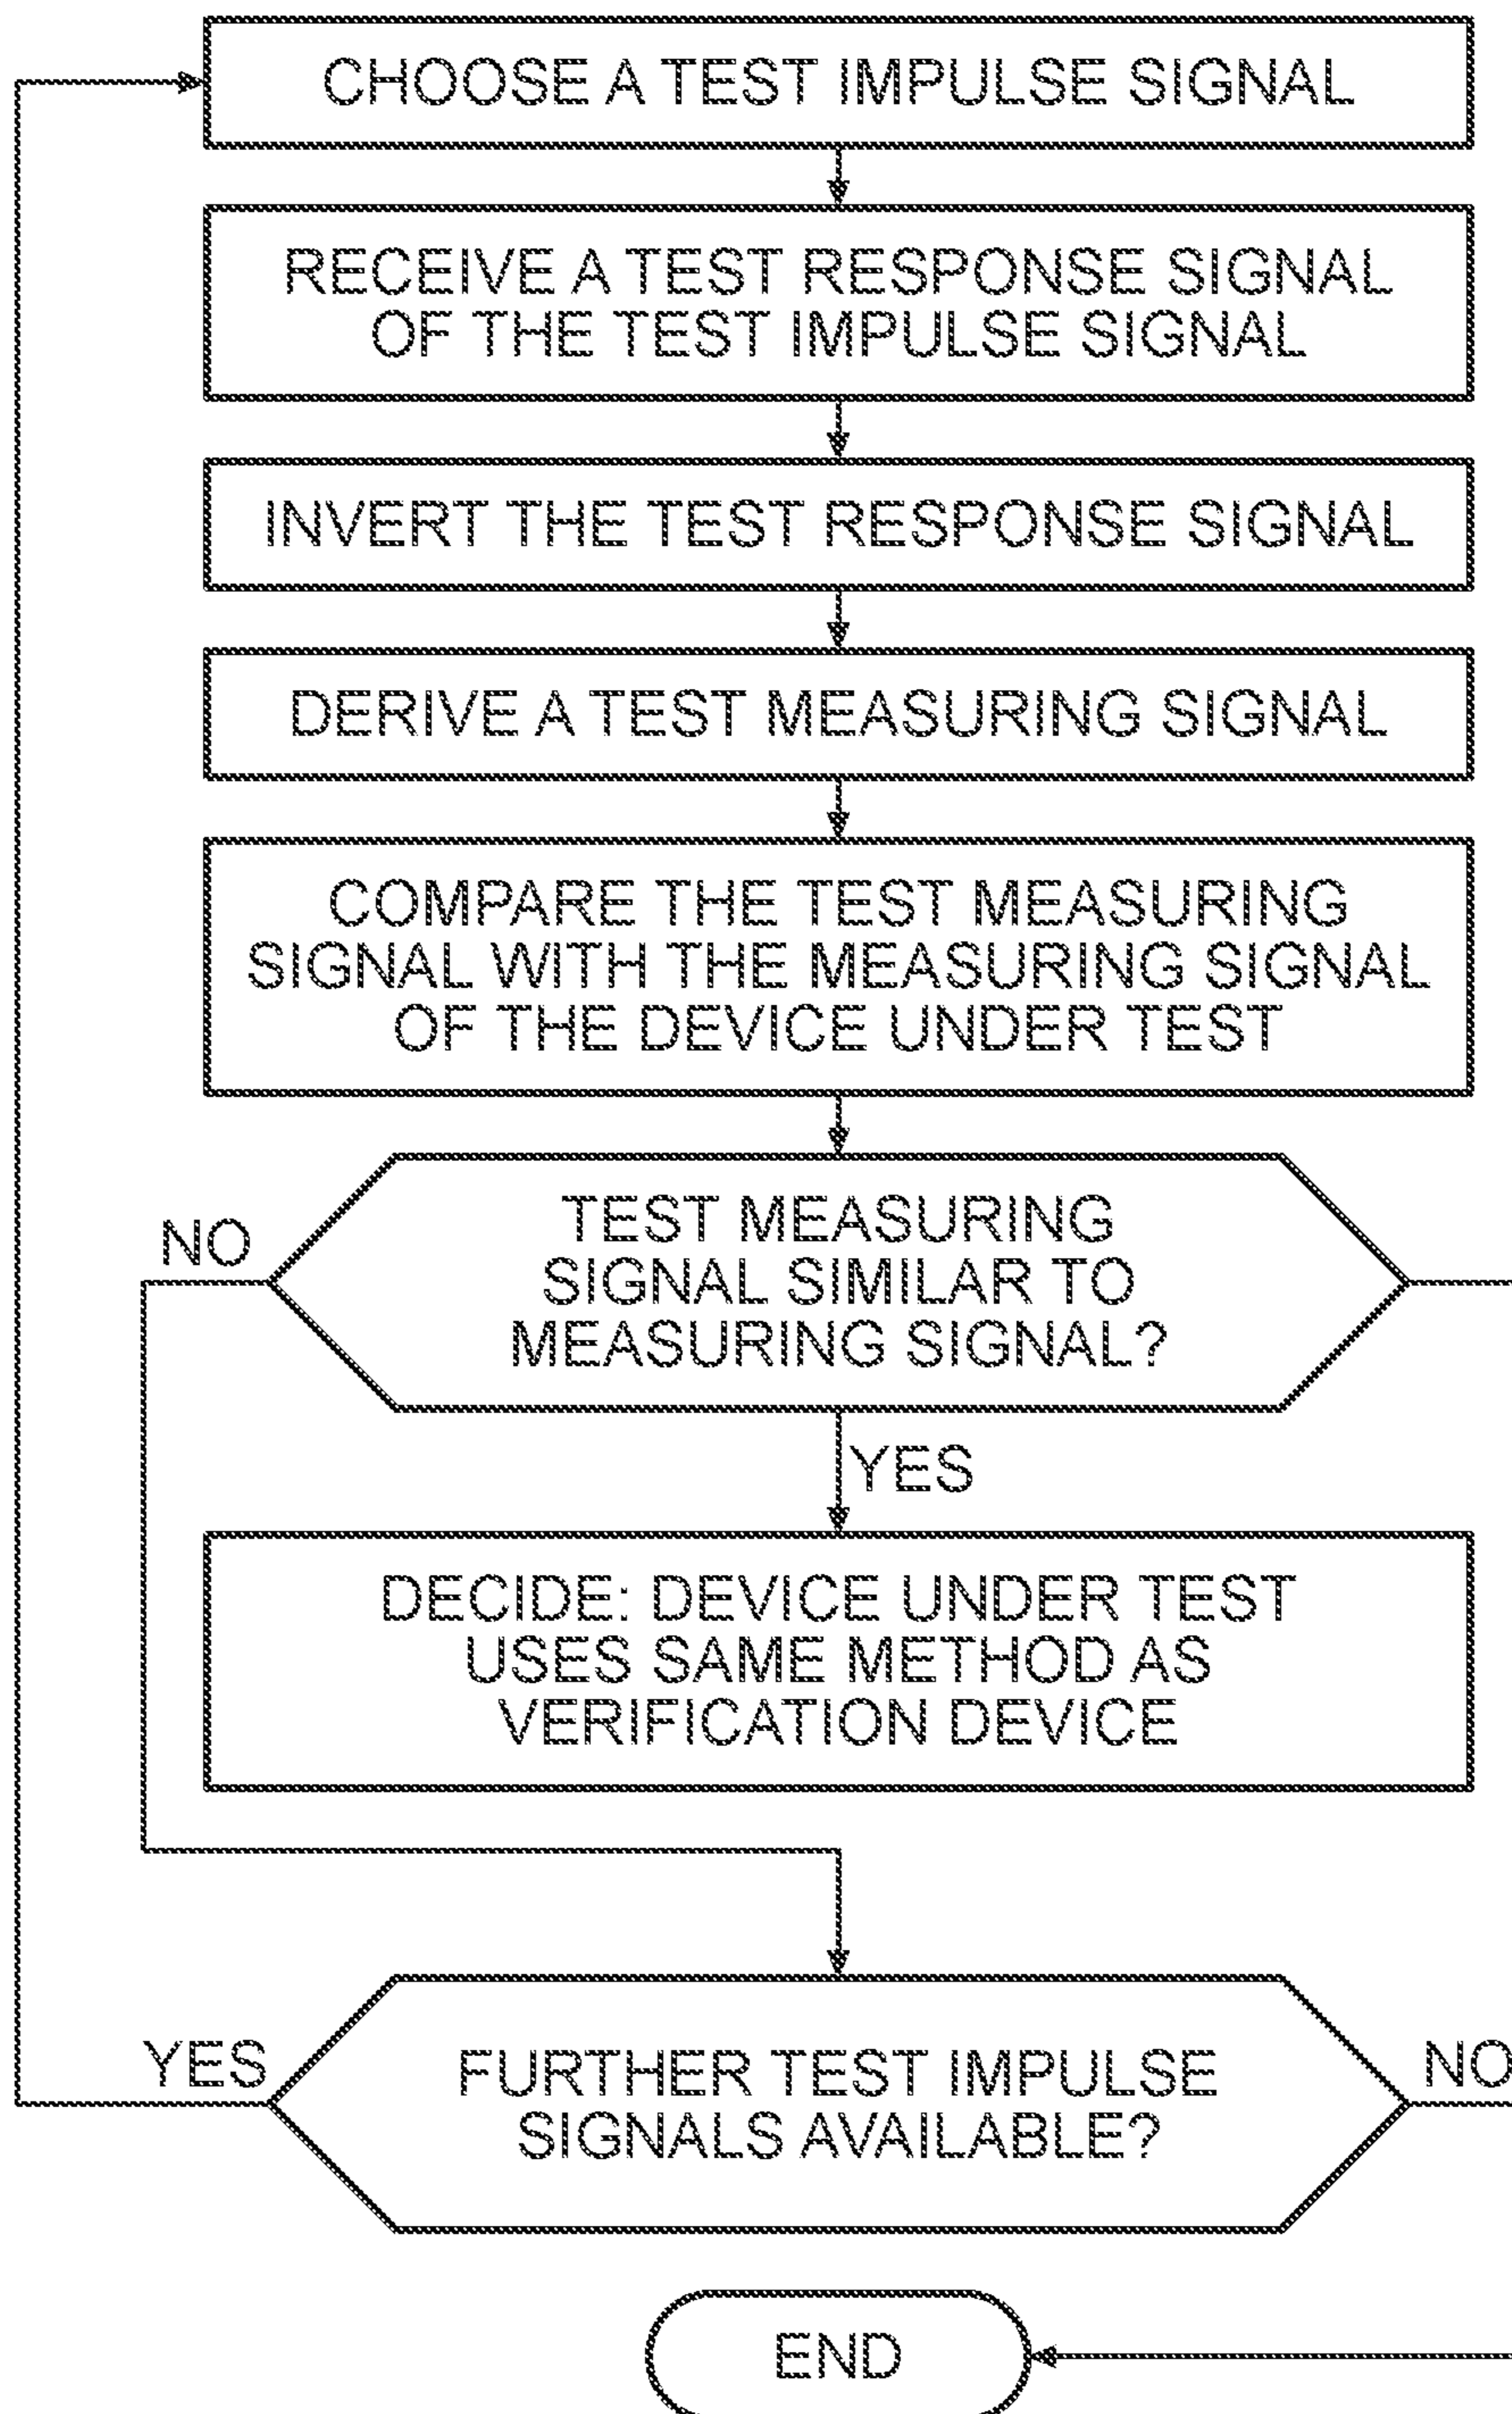 CHOOSE A TEST IMPULSE SIGNAL
RECEIVE A TEST RESPONSE SIGNAL
OF THE TEST IMPULSE SIGNAL
INVERT THE TEST RESPONSE SIGNAL
DERIVE A TEST MEASURING SIGNAL
COMPARE THE TEST MEASURING
SIGNAL WITH THE MEASURING SIGNAL
OF THE DEVICE UNDER TEST
NO
TEST MEASURING
SIGNAL SIMILAR TO
MEASURING SIGNAL?
YES
DECIDE: DEVICE UNDER TEST
USES SAME METHOD AS
VERIFICATION DEVICE
YES
FURTHER TEST IMPULSE
SIGNALS AVAILABLE?
NO
END